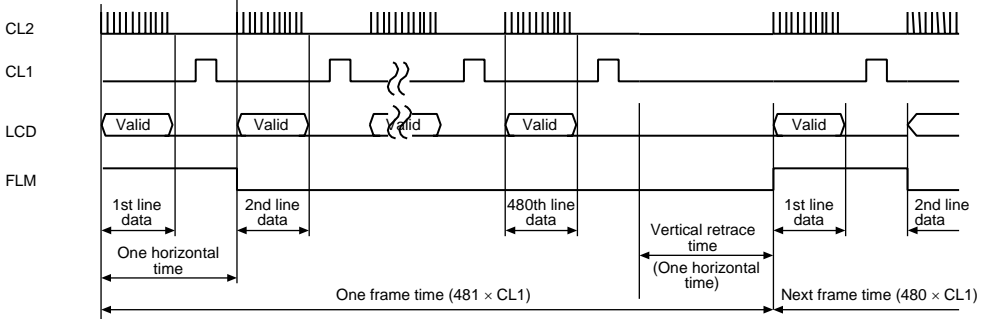 CL2
CL1
LCD
Valid
Valid
Valid
Valid
Valid
FLM
1st line
data
2nd line
data
480th line
data
1st line
data
2nd line
data
One horizontal
time
Vertical retrace
time
(One horizontal
time)
One frame time (481 × CL1)
Next frame time (480 × CL1)